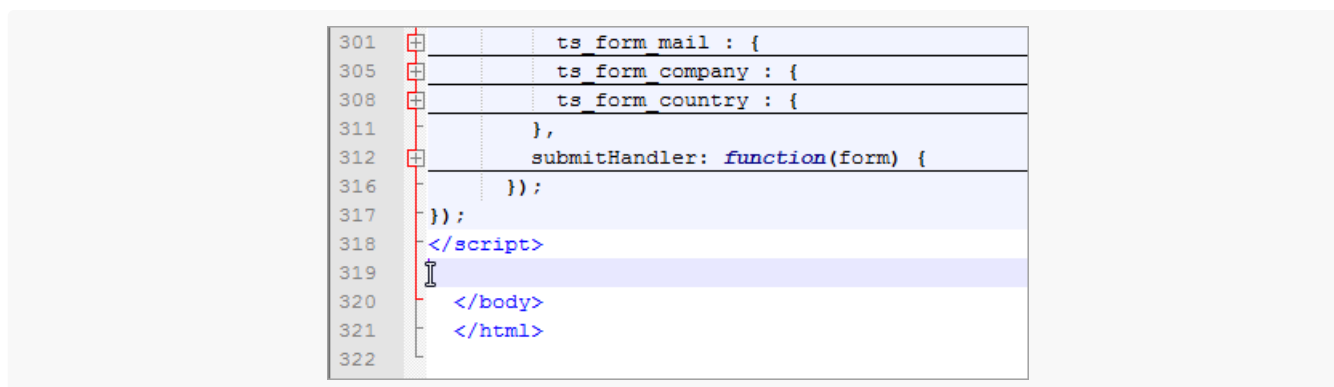 301 ts_form_mail : {
305 ts_form_company : {
308 ts_form_country : {
311 },
312 submitHandler: function(form) {
316 });
317 });
318 </script>
319
320 </body>
321 </html>
322